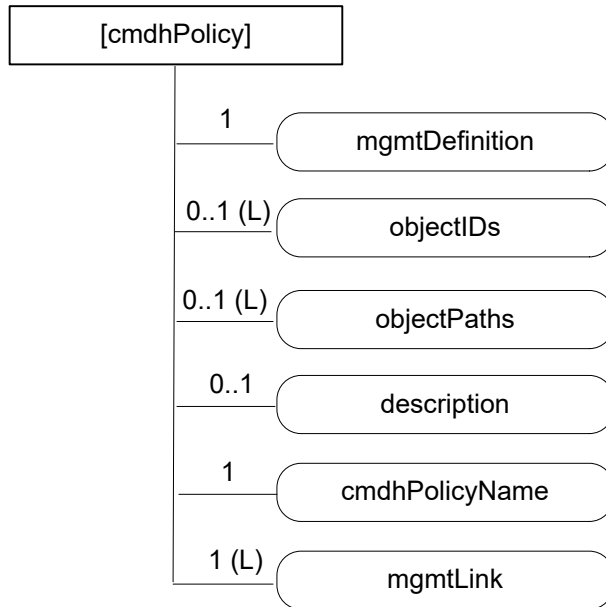 [cmdhPolicy]
1
mgmtDefinition
0..1 (L)
objectIDs
0..1 (L)
objectPaths
0..1
description
1
cmdhPolicyName
1 (L)
mgmtLink